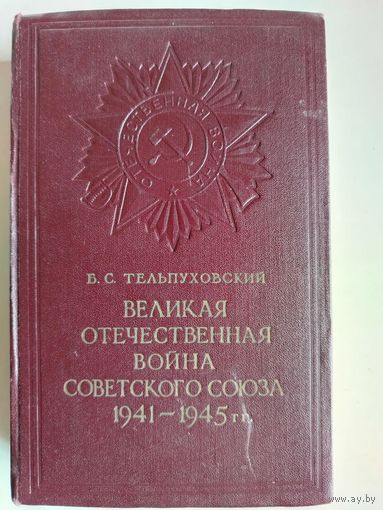 ОТЕЧЕСТВЕННАЯ ВОЙНА
Б. С. ТЕЛЬПУХОВСКИЙ
ВЕЛИКАЯ
ОТЕЧЕСТВЕННАЯ
ВОЙНА
СОВЕТСКОГО СОЮЗА
1941–1945 гг.
www.ay.by